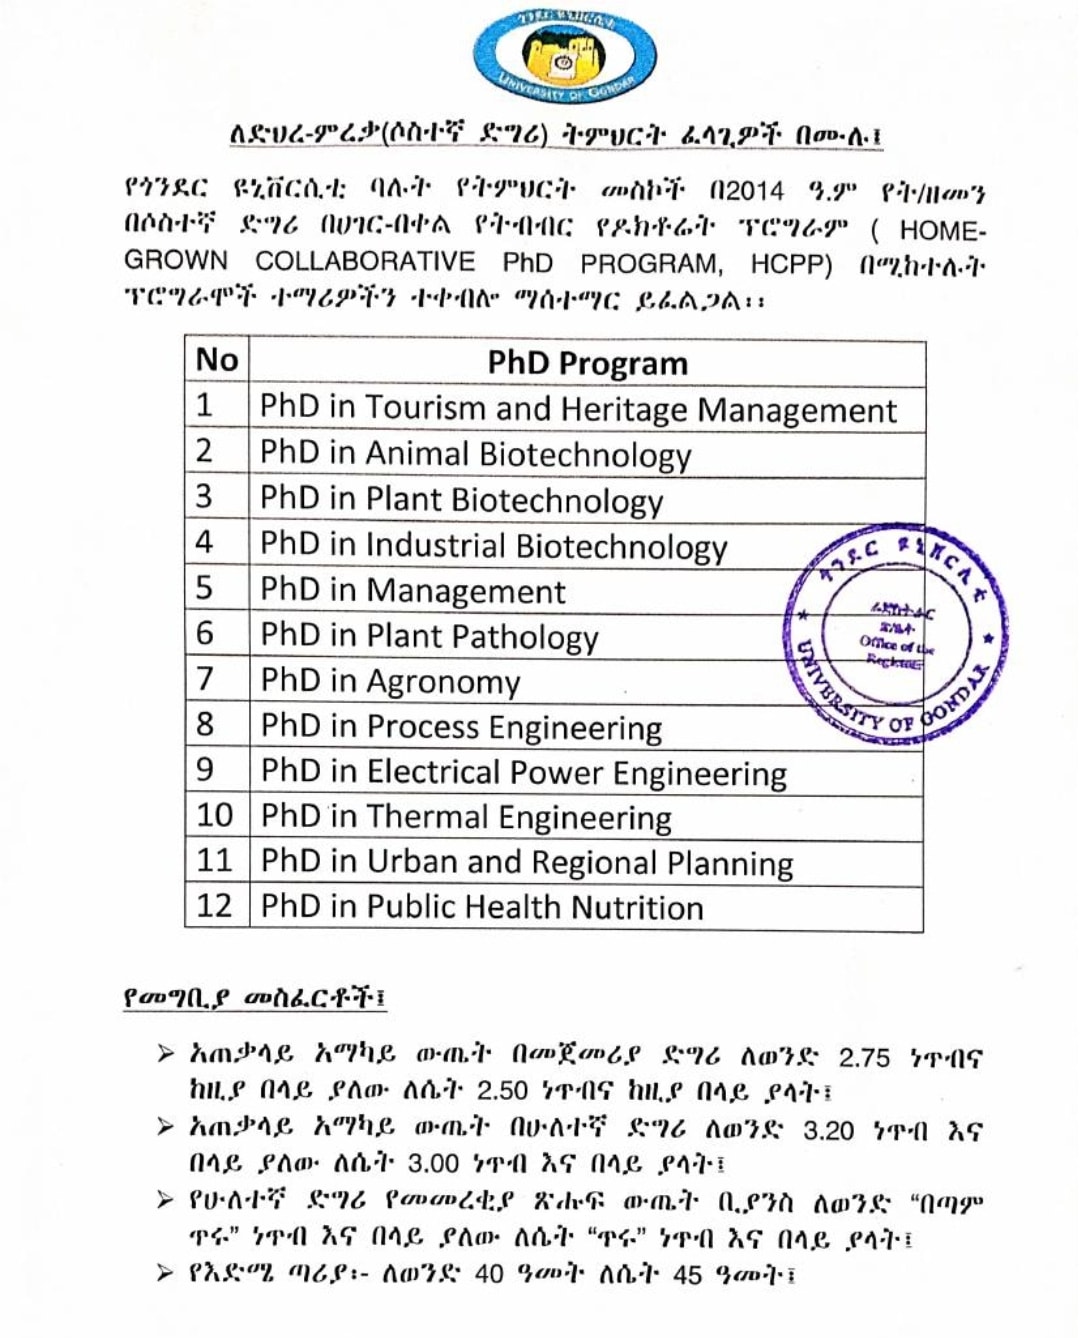 ጎንደር ዩኒቨርሲቲ
UNIVERSITY OF GONDAR
ለድህረ-ምረቃ(ሶስተኛ ድግሪ) ትምህርት ፈላጊዎች በሙሉ፤
የጎንደር ዩኒቨርሲቲ ባሉት የትምህርት መስኮች በ2014 ዓ.ም የት/ዘመን
በሶስተኛ ድግሪ በሀገር-በቀል የትብብር የዶክቶሬት ፕሮግራም ( HOME-
GROWN COLLABORATIVE PhD PROGRAM, HCPP) በሚከተሉት
ፕሮግራሞች ተማሪዎችን ተቀብሎ ማሰተማር ይፈልጋል፡፡
No PhD Program
1 PhD in Tourism and Heritage Management
2 PhD in Animal Biotechnology
3 PhD in Plant Biotechnology
4 PhD in Industrial Biotechnology
5 PhD in Management
6 PhD in Plant Pathology
7 PhD in Agronomy
8 PhD in Process Engineering
9 PhD in Electrical Power Engineering
10 PhD in Thermal Engineering
11 PhD in Urban and Regional Planning
12 PhD in Public Health Nutrition
ጎንደር ዩኒቨርሲቲ
Office of the
Registrar
UNIVERSITY OF GONDAR
የመግቢያ መስፈርቶች፤
➢ አጠቃላይ አማካይ ውጤት በመጀመሪያ ድግሪ ለወንድ 2.75 ነጥብና
ከዚያ በላይ ያለው ለሴት 2.50 ነጥብና ከዚያ በላይ ያላት፤
➢ አጠቃላይ አማካይ ውጤት በሁለተኛ ድግሪ ለወንድ 3.20 ነጥብ እና
በላይ ያለው ለሴት 3.00 ነጥብ እና በላይ ያላት፤
➢ የሁለተኛ ድግሪ የመመረቂያ ጽሑፍ ውጤት ቢያንስ ለወንድ “በጣም
ጥሩ” ነጥብ እና በላይ ያለው ለሴት “ጥሩ” ነጥብ እና በላይ ያላት፤
➢ የእድሜ ጣሪያ፡- ለወንድ 40 ዓመት ለሴት 45 ዓመት፤